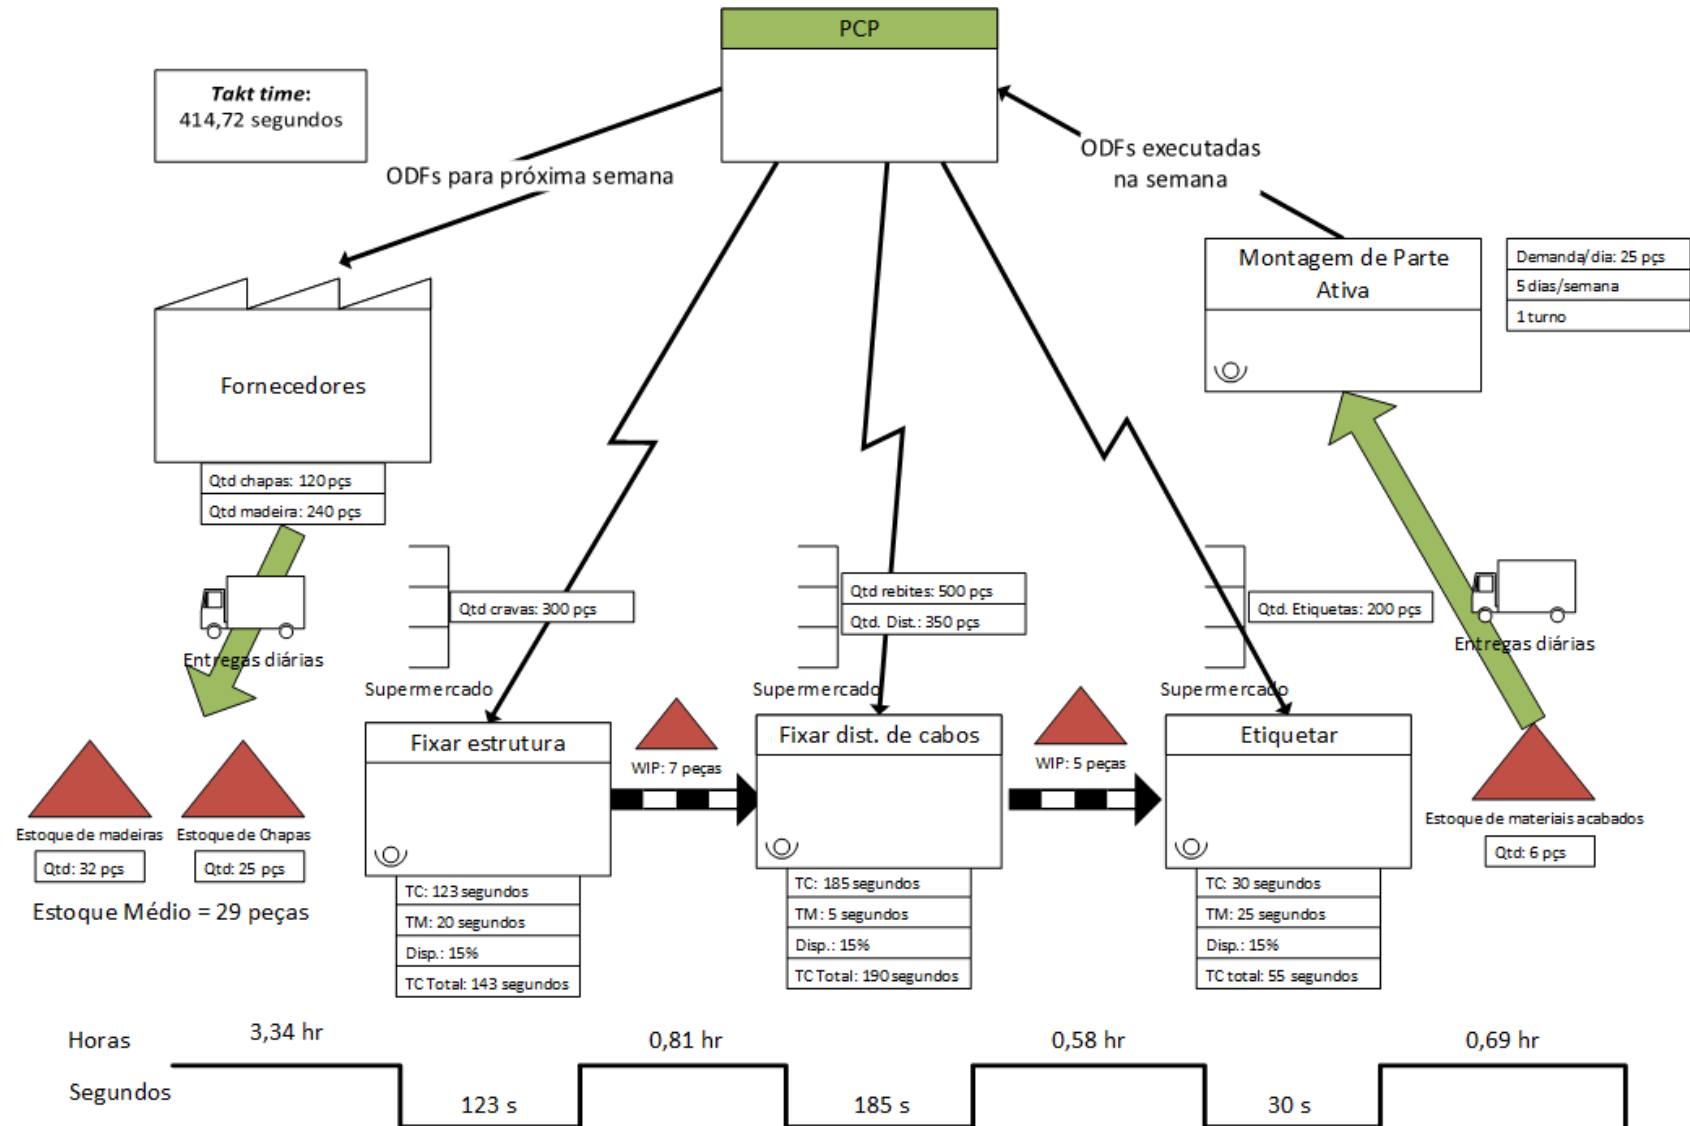 PCP
Takt time:
414,72 segundos
ODFs para próxima semana
ODFs executadas
na semana
Montagem de Parte
Ativa
Demanda/dia: 25 pçs
5 dias/semana
1 turno
Fornecedores
Qtd chapas: 120 pçs
Qtd madeira: 240 pçs
Entregas diárias
Qtd cravas: 300 pçs
Supermercado
Qtd rebites: 500 pçs
Qtd. Dist.: 350 pçs
Supermercado
Qtd. Etiquetas: 200 pçs
Supermercado
Entregas diárias
Estoque de madeiras
Qtd: 32 pçs
Estoque de Chapas
Qtd: 25 pçs
Estoque Médio = 29 peças
Fixar estrutura
TC: 123 segundos
TM: 20 segundos
Disp.: 15%
TC Total: 143 segundos
WIP: 7 peças
Fixar dist. de cabos
TC: 185 segundos
TM: 5 segundos
Disp.: 15%
TC Total: 190 segundos
WIP: 5 peças
Etiquetar
TC: 30 segundos
TM: 25 segundos
Disp.: 15%
TC total: 55 segundos
Estoque de materiais acabados
Qtd: 6 pçs
Horas
3,34 hr
0,81 hr
0,58 hr
0,69 hr
Segundos
123 s
185 s
30 s